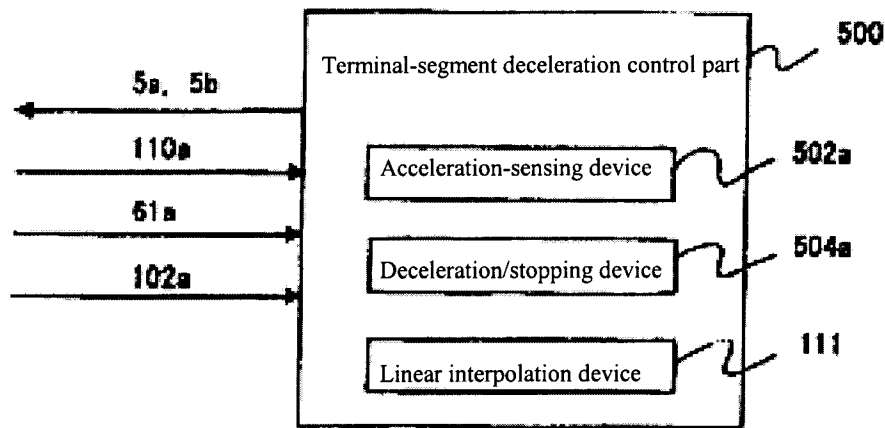 500
Terminal-segment deceleration control part
5a, 5b
110a
Acceleration-sensing device
502a
61a
Deceleration/stopping device
504a
102a
Linear interpolation device
111